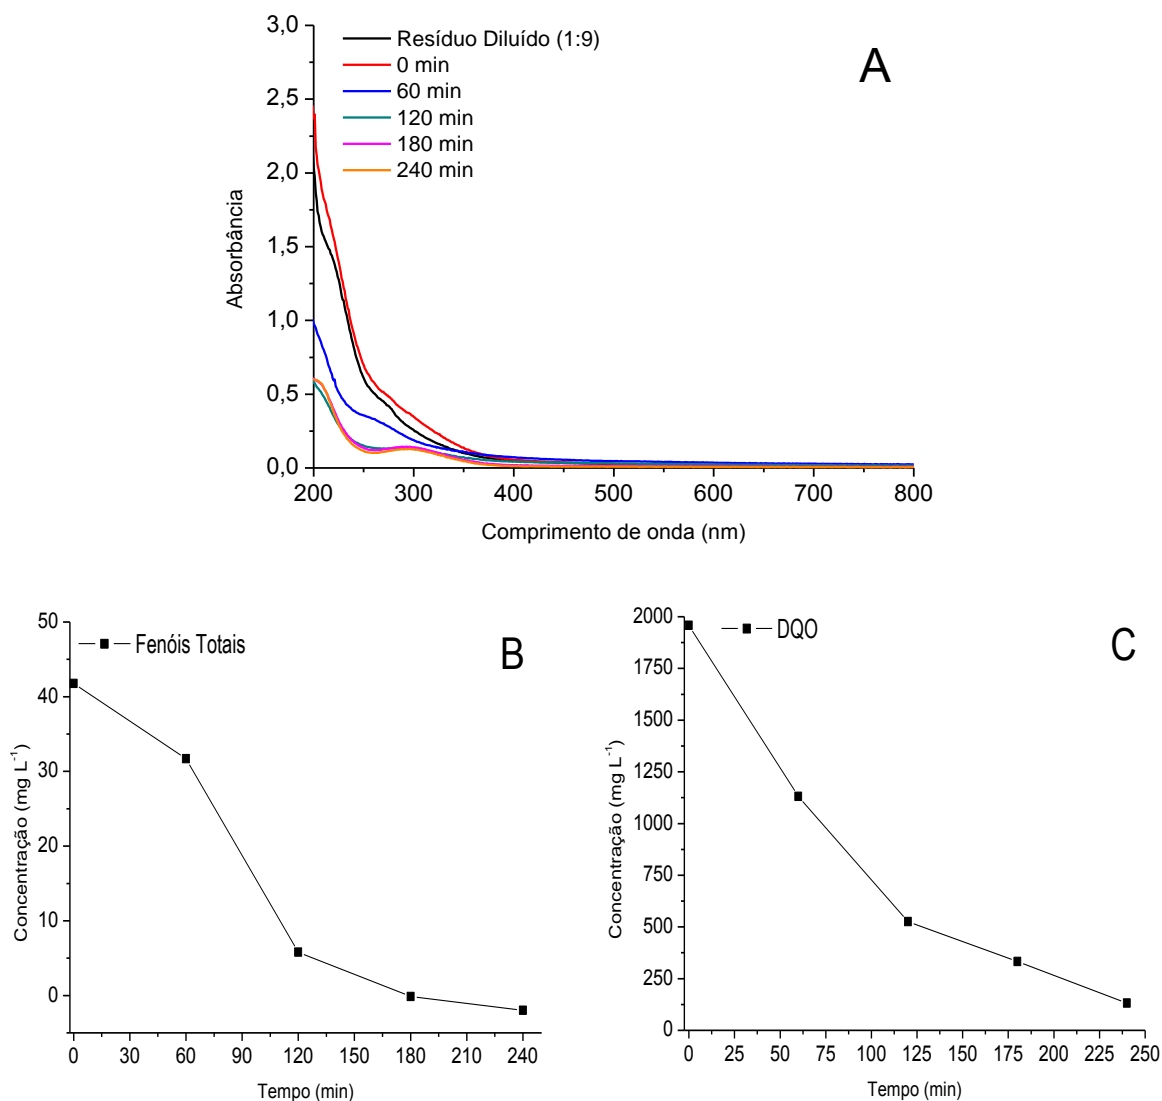 3,0
2,5
2,0
1,5
1,0
0,5
0,0
Absorbância
Resíduo Diluído (1:9)
0 min
60 min
120 min
180 min
240 min
A
200 300 400 500 600 700 800
Comprimento de onda (nm)
50
40
30
20
10
0
Concentração (mg L⁻¹)
Fenóis Totais
B
0 30 60 90 120 150 180 210 240
Tempo (min)
2000
1750
1500
1250
1000
750
500
250
0
Concentração (mg L⁻¹)
DQO
C
0 25 50 75 100 125 150 175 200 225 250
Tempo (min)